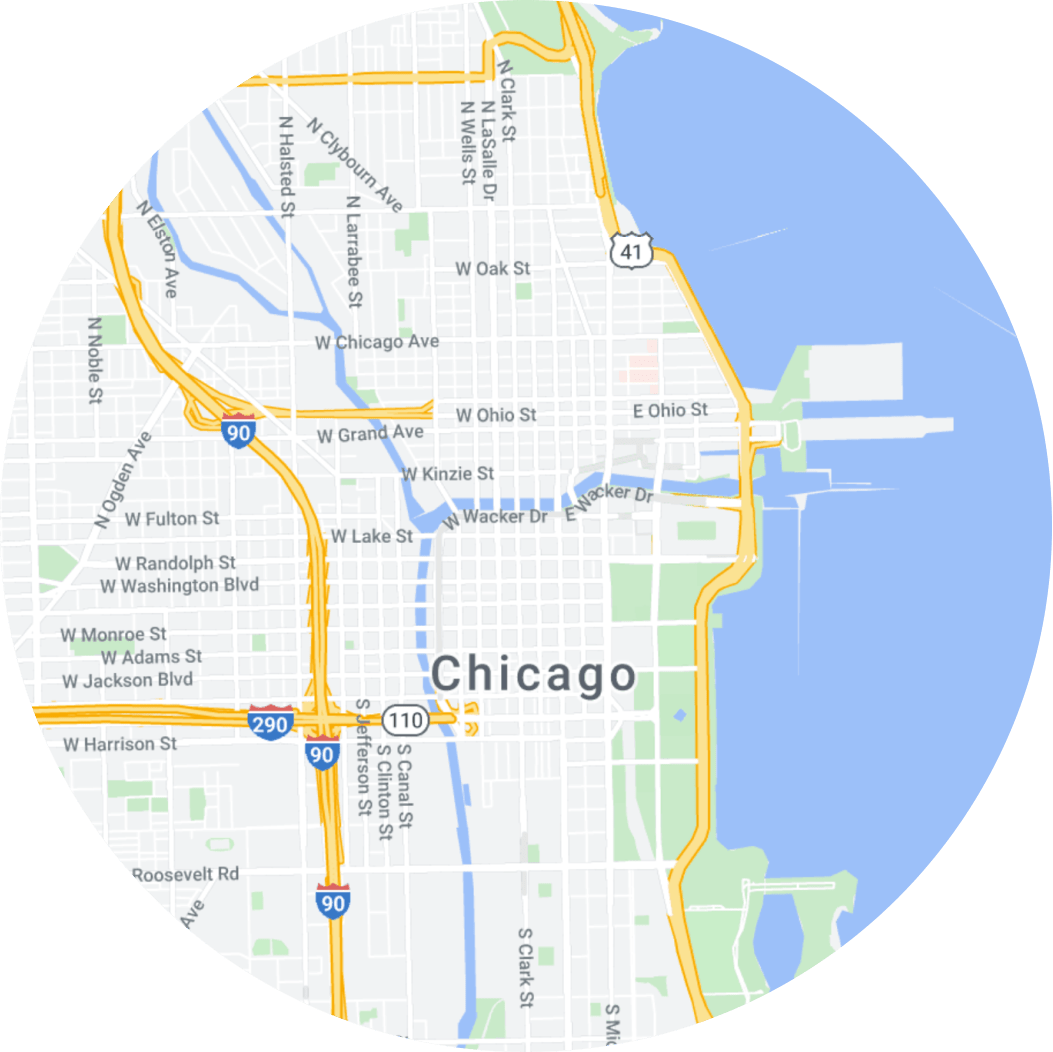 N Clark St
N LaSalle Dr
N Wells St
N Halsted St
N Clybourn Ave
N Larrabee St
N Elston Ave
41
W Oak St
N Noble St
W Chicago Ave
E Ohio St
W Ohio St
90
W Grand Ave
N Ogden Ave
W Kinzie St
E Wacker Dr
W Wacker Dr
W Fulton St
W Lake St
W Randolph St
W Washington Blvd
W Monroe St
W Adams St
Chicago
W Jackson Blvd
290
110
S Jefferson St
W Harrison St
90
S Clinton St
S Canal St
Roosevelt Rd
90
Ave
S Clark St
S Mic